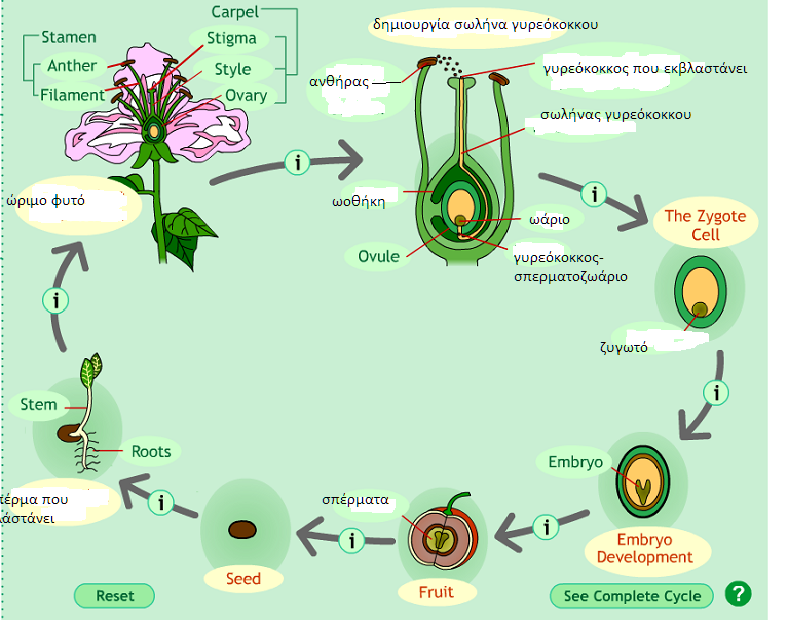 Carpel
Stamen
Stigma
Anther
Style
Filament
Ovary
δημιουργία σωλήνα γυρεόκοκκου
ανθήρας
γυρεόκοκκος που εκβλαστάνει
σωλήνας γυρεόκοκκου
ώριμο φυτό
ωοθήκη
ωάριο
Ovule
γυρεόκοκκος-
σπερματοζωάριο
The Zygote
Cell
ζυγωτό
i
i
i
i
i
i
i
Stem
Roots
Embryo
που
σπέρματα
Seed
Fruit
Embryo
Development
Reset
See Complete Cycle
?